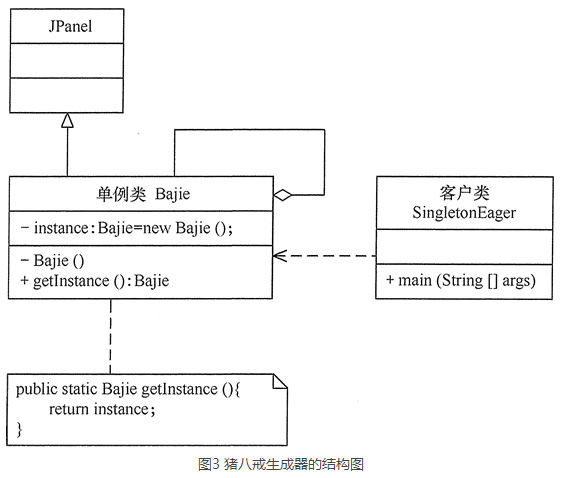 JPanel
单例类 Bajie
- instance:Bajie=new Bajie ();
- Bajie ()
+ getInstance ():Bajie
客户类
SingletonEager
+ main (String [] args)
public static Bajie getInstance (){
return instance;
}
图3 猪八戒生成器的结构图